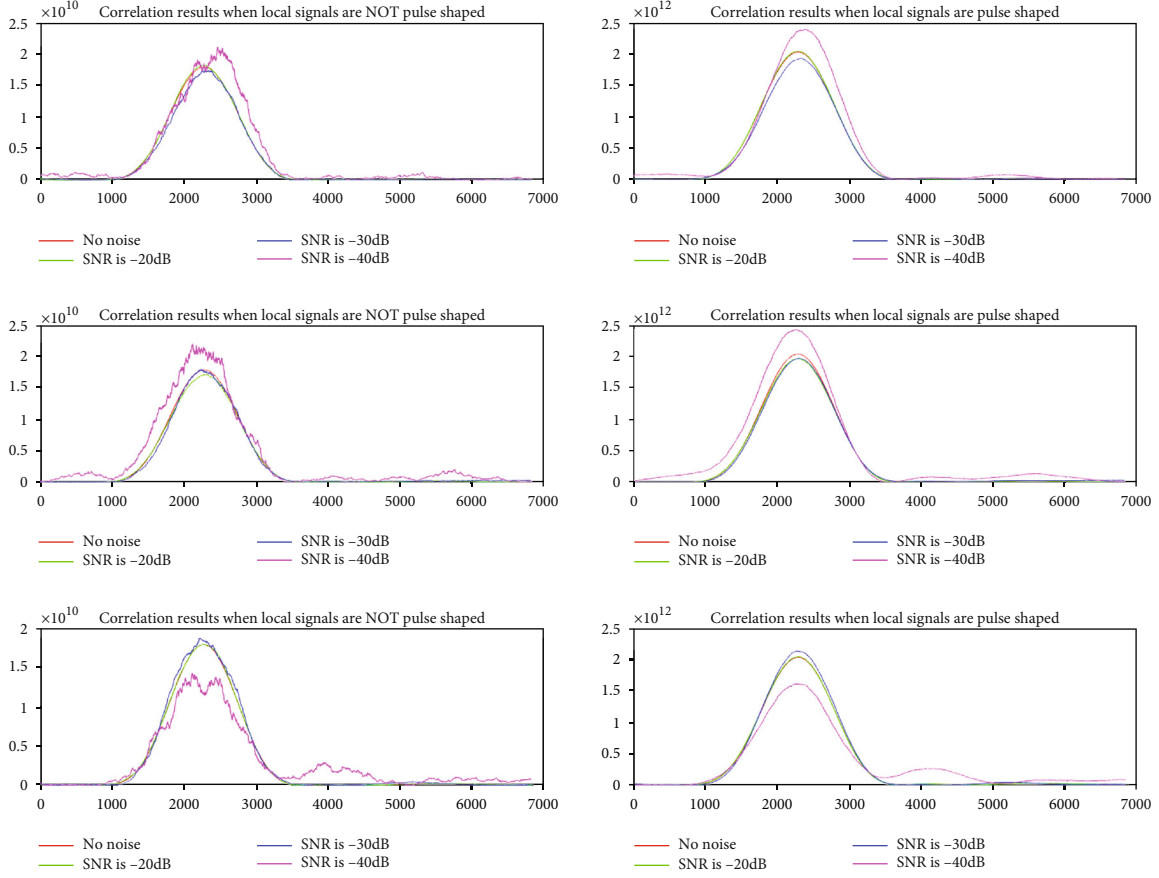 Correlation results when local signals are NOT pulse shaped
×10^10
2.5
2
1.5
1
0.5
0
0 1000 2000 3000 4000 5000 6000 7000
No noise
SNR is –20dB
SNR is –30dB
SNR is –40dB
Correlation results when local signals are pulse shaped
×10^12
2.5
2
1.5
1
0.5
0
0 1000 2000 3000 4000 5000 6000 7000
No noise
SNR is –20dB
SNR is –30dB
SNR is –40dB
Correlation results when local signals are NOT pulse shaped
×10^10
2.5
2
1.5
1
0.5
0
0 1000 2000 3000 4000 5000 6000 7000
No noise
SNR is –20dB
SNR is –30dB
SNR is –40dB
Correlation results when local signals are pulse shaped
×10^12
2.5
2
1.5
1
0.5
0
0 1000 2000 3000 4000 5000 6000 7000
No noise
SNR is –20dB
SNR is –30dB
SNR is –40dB
Correlation results when local signals are NOT pulse shaped
×10^10
2
1.5
1
0.5
0
0 1000 2000 3000 4000 5000 6000 7000
No noise
SNR is –20dB
SNR is –30dB
SNR is –40dB
Correlation results when local signals are pulse shaped
×10^12
2.5
2
1.5
1
0.5
0
0 1000 2000 3000 4000 5000 6000 7000
No noise
SNR is –20dB
SNR is –30dB
SNR is –40dB